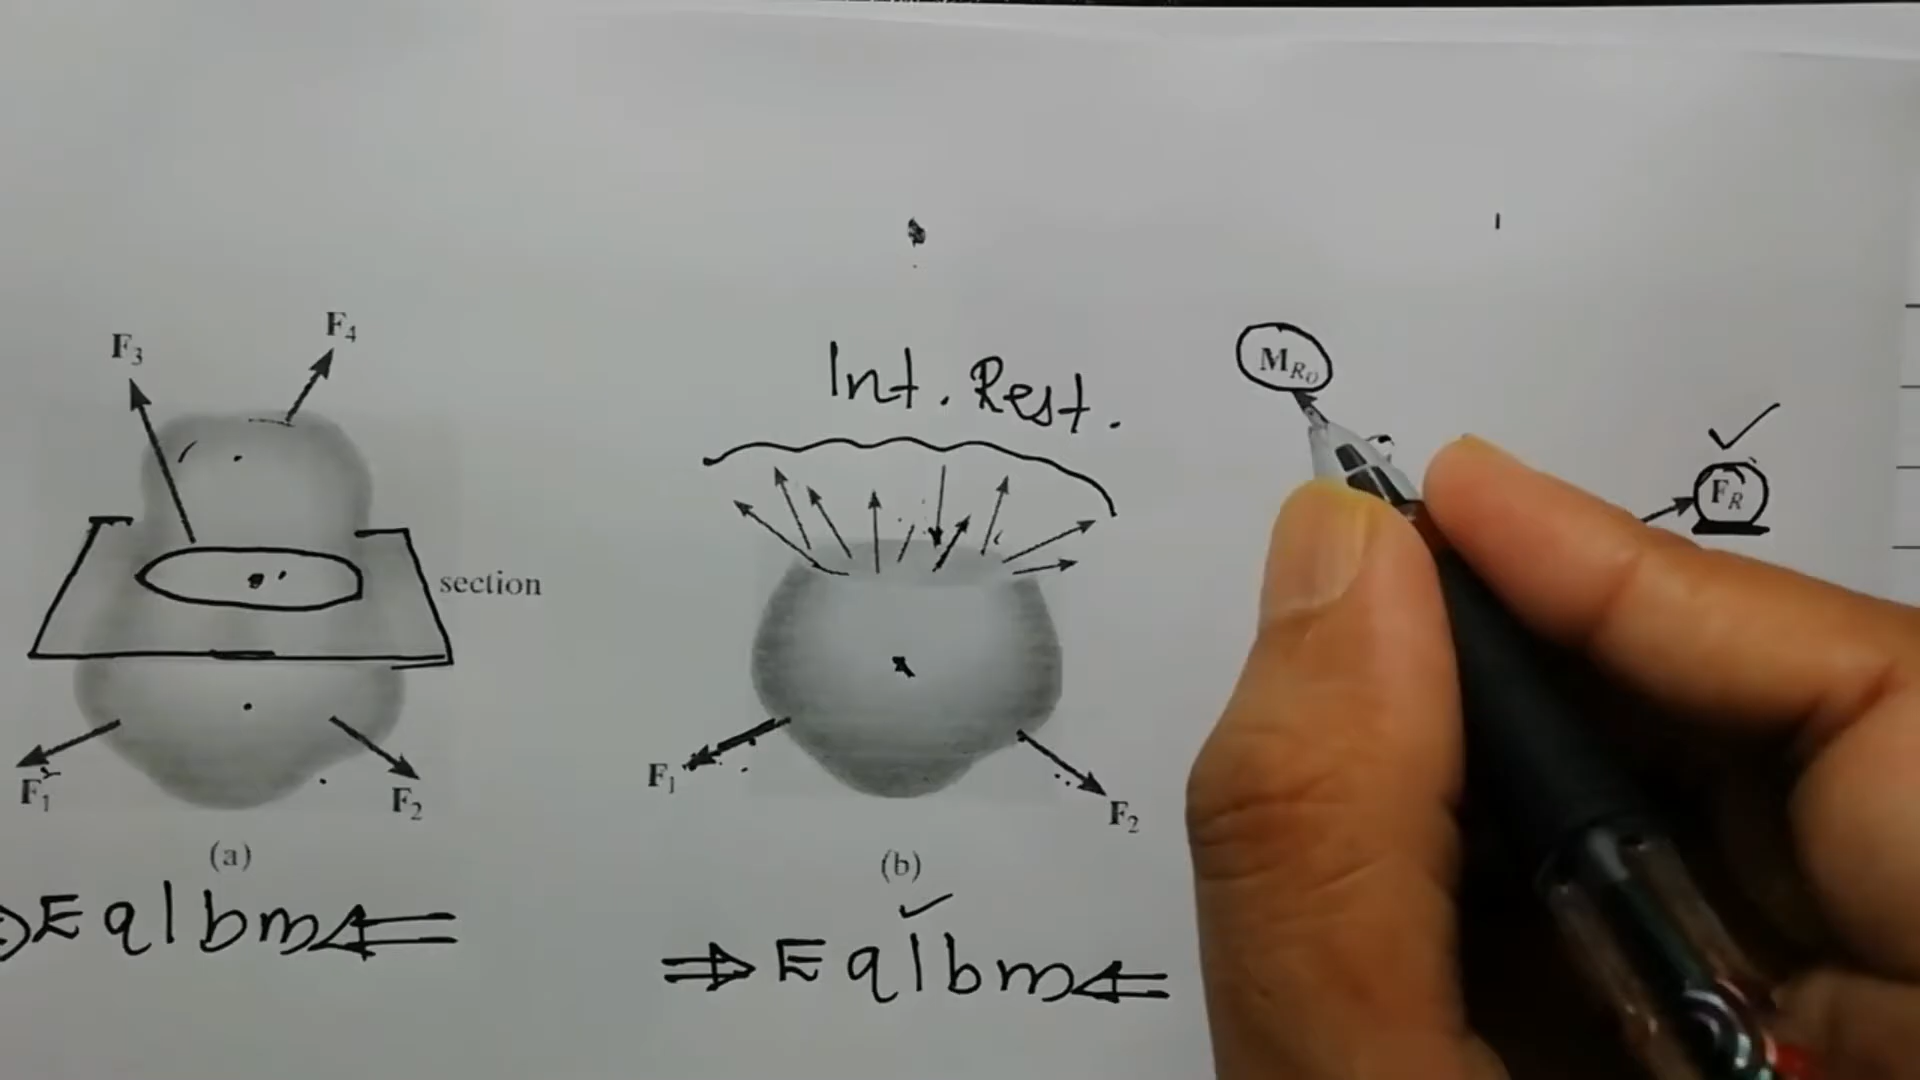 F4
F3
Int. Rest.
MRO
FR
section
F1
F2
F1
F2
(a)
(b)
Eqlbm
Eqlbm